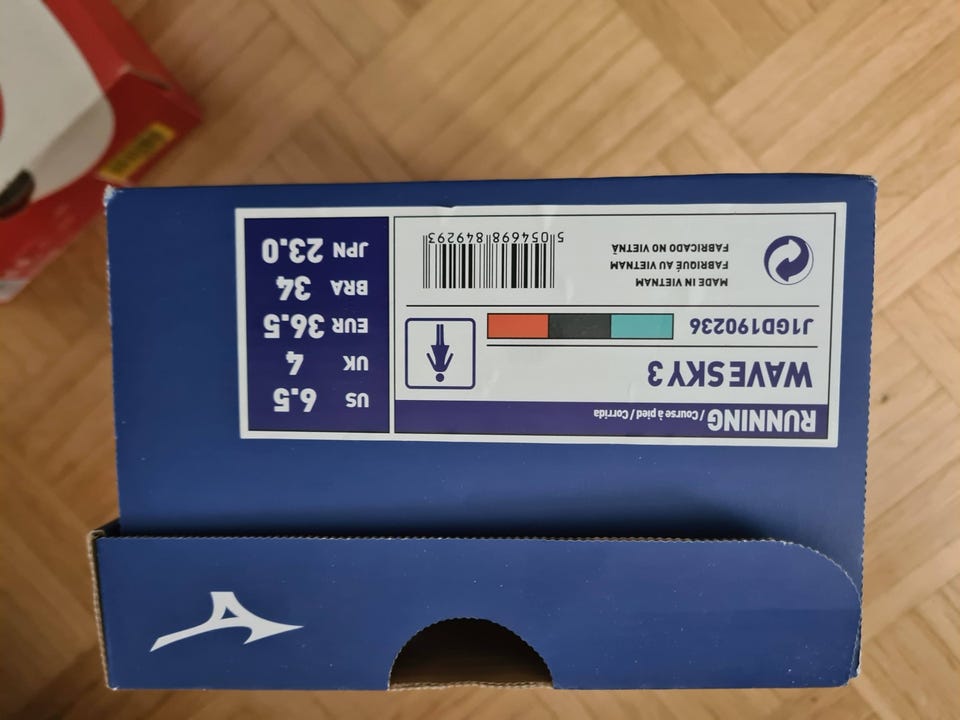 RUNNING / Course à pied / Corrida
WAVE SKY 3
J1GD190236
MADE IN VIETNAM
FABRIQUÉ AU VIETNAM
FABRICADO NO VIETNÃ
5 054698 849293
US 6.5
UK 4
EUR 36.5
BRA 34
JPN 23.0